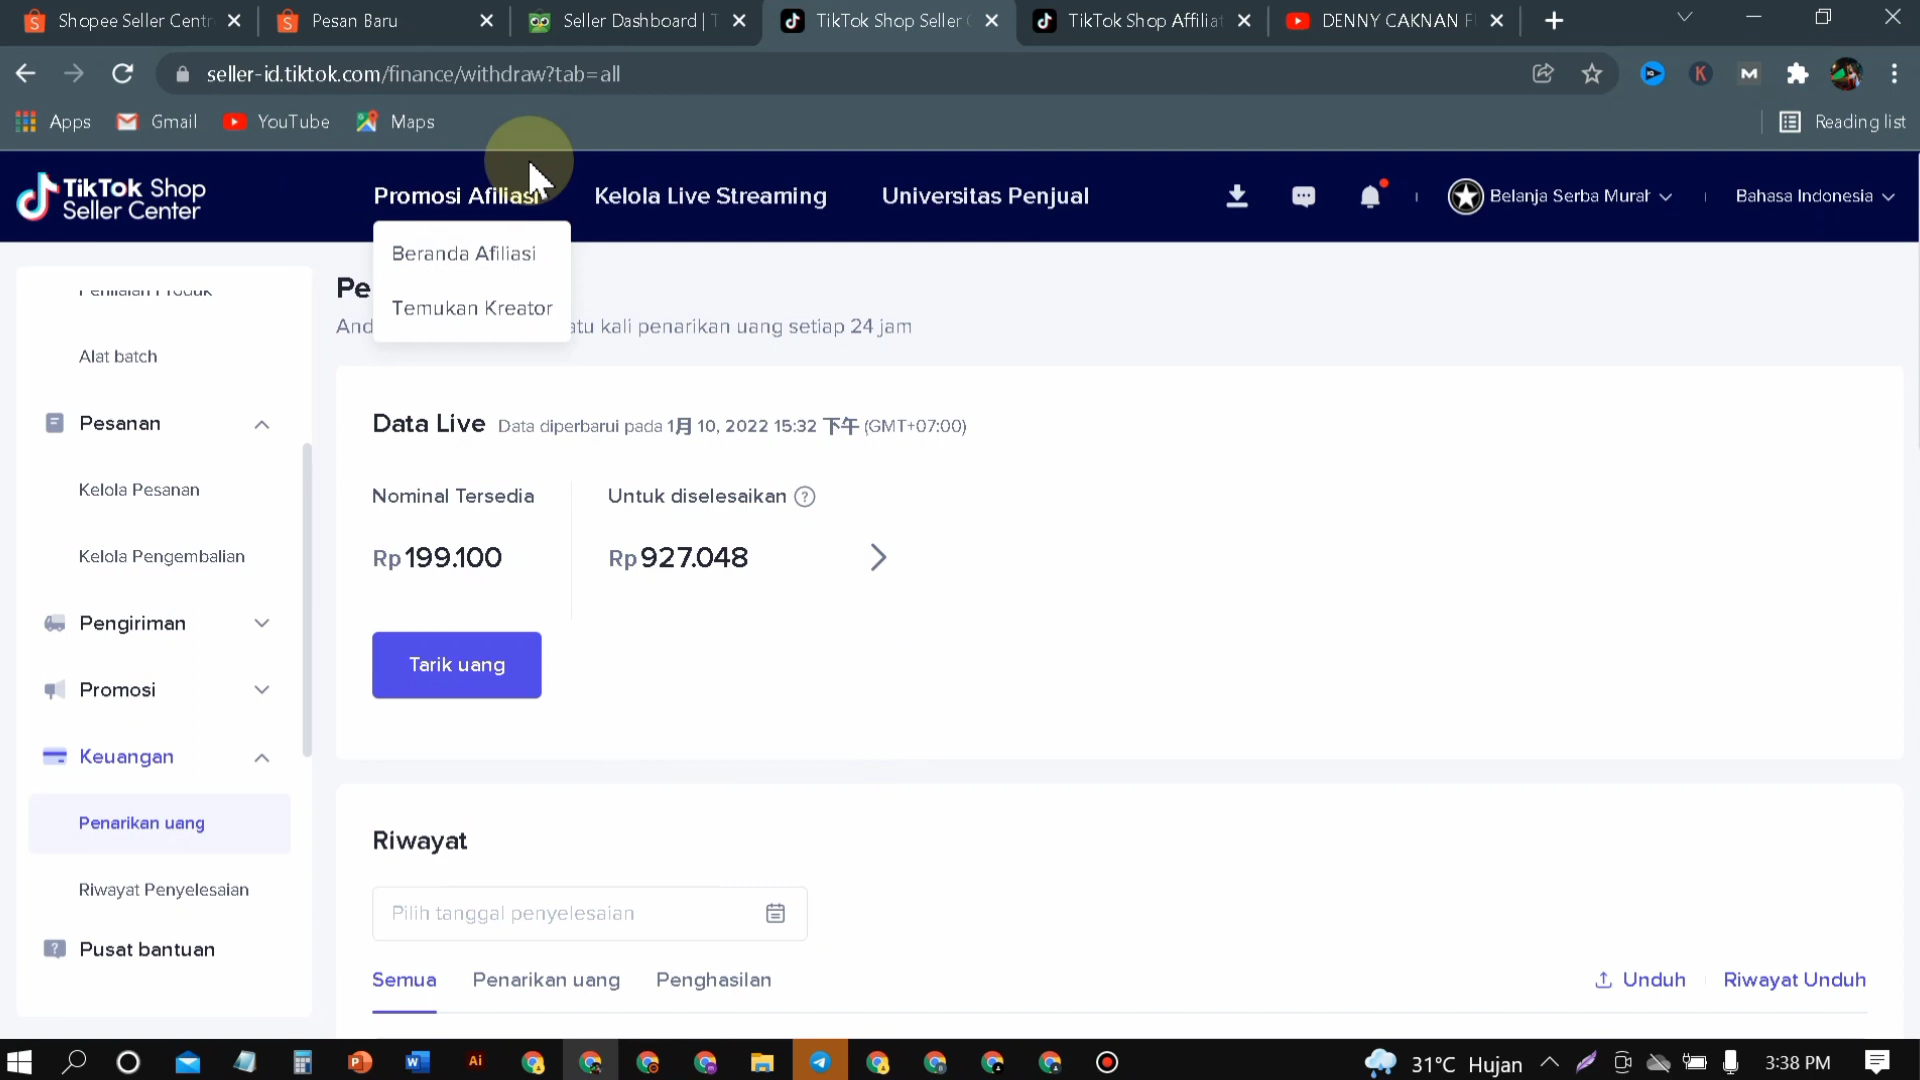 Shopee Seller Centr
Pesan Baru
Seller Dashboard | T
TikTok Shop Seller C
TikTok Shop Affiliat
DENNY CAKNAN F
seller-id.tiktok.com/finance/withdraw?tab=all
Apps
Gmail
YouTube
Maps
Reading list
TikTok Shop
Seller Center
Promosi Afiliasi
Kelola Live Streaming
Universitas Penjual
Belanja Serba Murah
Bahasa Indonesia
Beranda Afiliasi
Temukan Kreator
Penilaian Produk
Alat batch
Pesanan
Kelola Pesanan
Kelola Pengembalian
Pengiriman
Promosi
Keuangan
Penarikan uang
Riwayat Penyelesaian
Pusat bantuan
Pe
And
atu kali penarikan uang setiap 24 jam
Data Live Data diperbarui pada 1月 10, 2022 15:32 下午 (GMT+07:00)
Nominal Tersedia
Untuk diselesaikan ?
Rp 199.100
Rp 927.048
Tarik uang
Riwayat
Pilih tanggal penyelesaian
Semua
Penarikan uang
Penghasilan
Unduh
Riwayat Unduh
31°C Hujan
3:38 PM